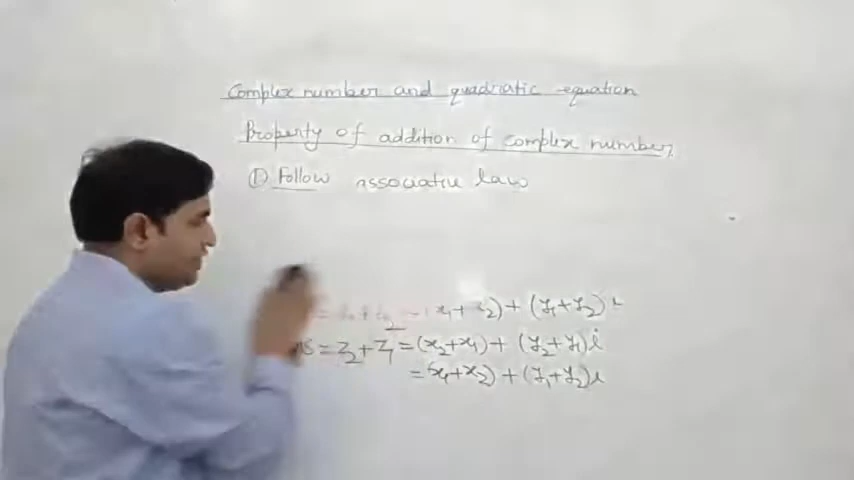 Complex number and quadratic equation
Property of addition of complex number
① Follow associative law
x₁+x₂) + (y₁+y₂) i
= z₂+z₁ = (x₂+x₁) + (y₂+y₁)i
= (x₁+x₂) + (y₁+y₂)i